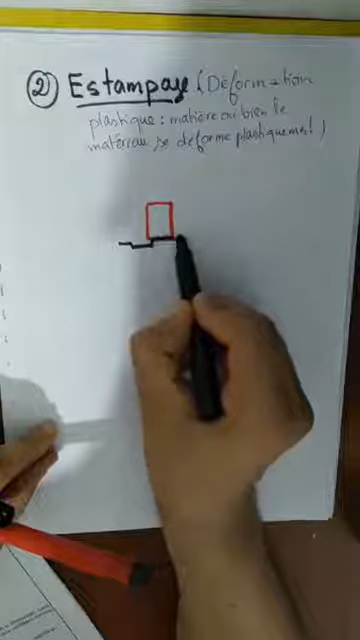 ② Estampage (Déformation
plastique : matière ou bien le
matériau se déforme plastiquement)